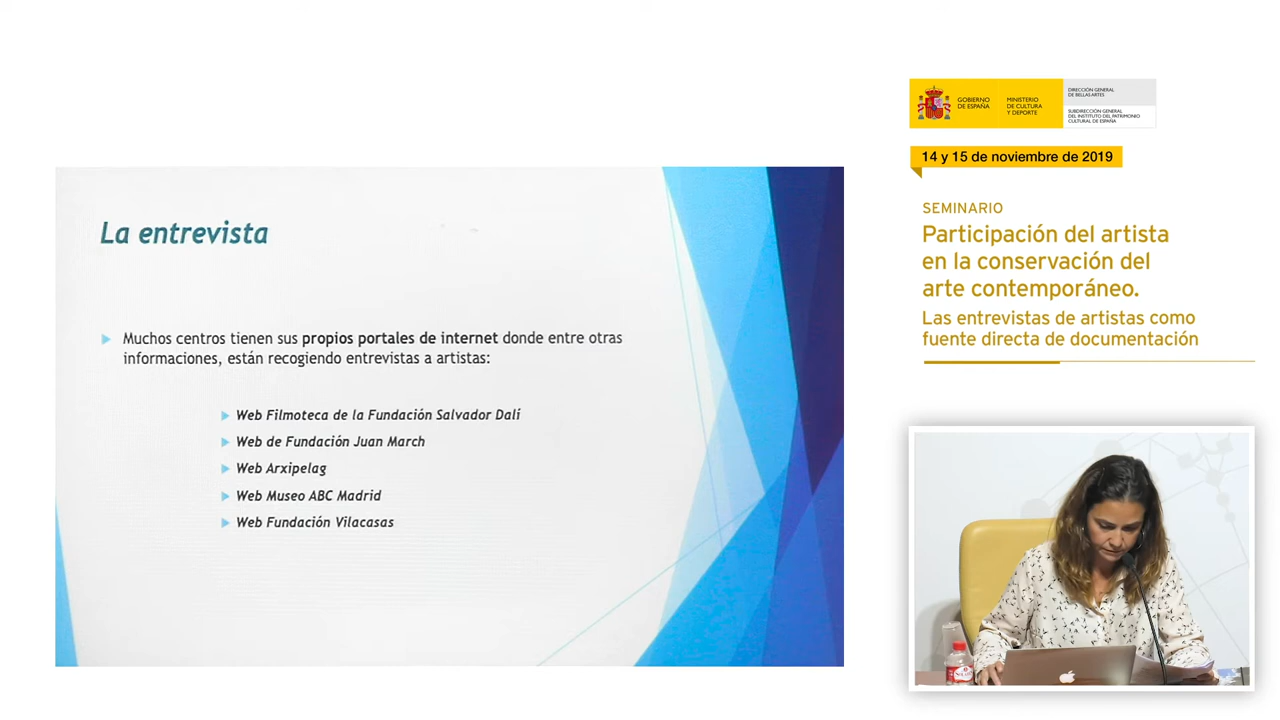 La entrevista
Muchos centros tienen sus propios portales de internet donde entre otras
informaciones, están recogiendo entrevistas a artistas:
Web Filmoteca de la Fundación Salvador Dalí
Web de Fundación Juan March
Web Arxipelag
Web Museo ABC Madrid
Web Fundación Vilacasas
GOBIERNO
DE ESPAÑA
MINISTERIO
DE CULTURA
Y DEPORTE
DIRECCIÓN GENERAL
DE BELLAS ARTES
SUBDIRECCIÓN GENERAL
DEL INSTITUTO DEL PATRIMONIO
CULTURAL DE ESPAÑA
14 y 15 de noviembre de 2019
SEMINARIO
Participación del artista
en la conservación del
arte contemporáneo.
Las entrevistas de artistas como
fuente directa de documentación